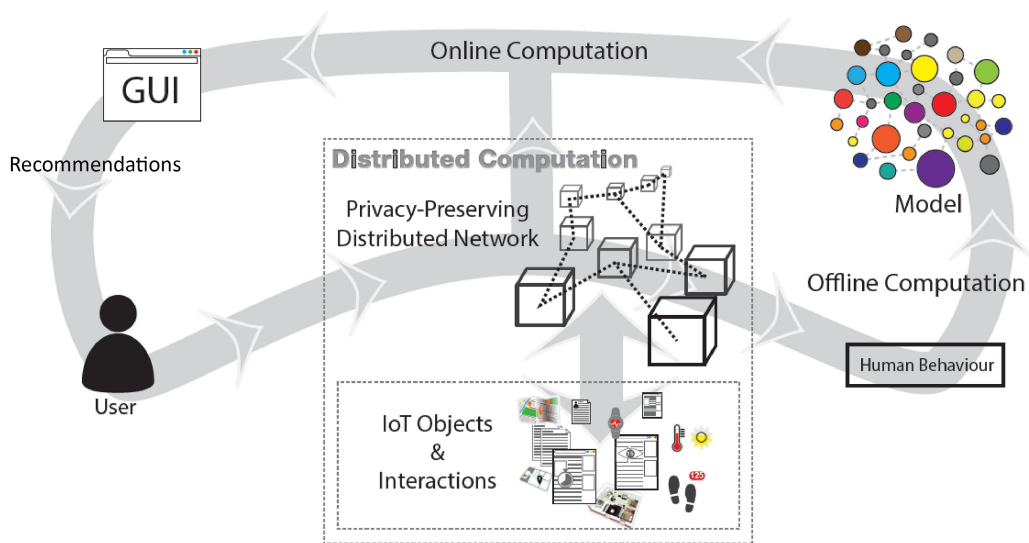 Online Computation
GUI
Recommendations
Distributed Computation
Privacy-Preserving
Distributed Network
Model
Offline Computation
Human Behaviour
User
IoT Objects
&
Interactions
125